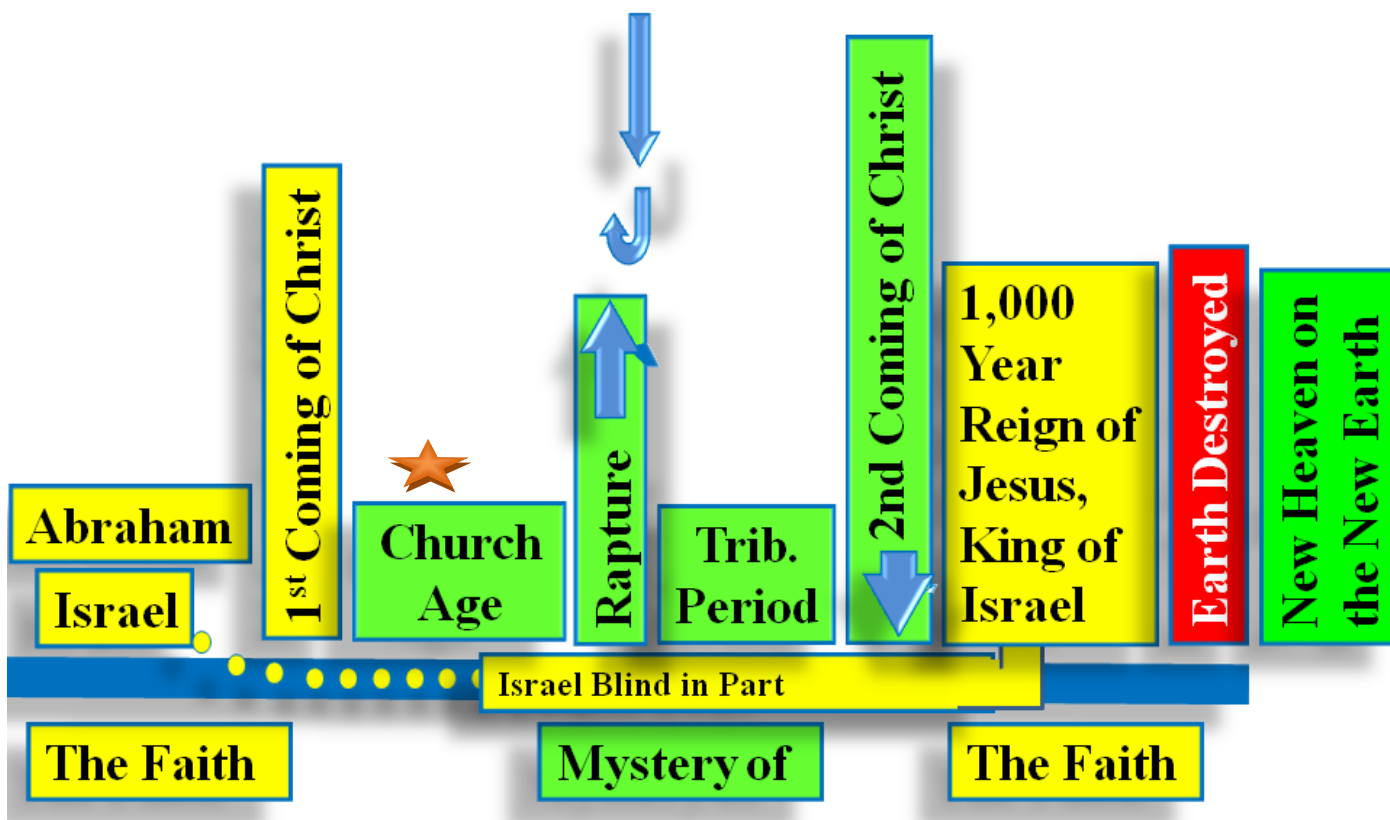 Abraham
Israel
1st Coming of Christ
Church
Age
Rapture
Trib.
Period
2nd Coming of Christ
1,000
Year
Reign of
Jesus,
King of
Israel
Earth Destroyed
New Heaven on
the New Earth
Israel Blind in Part
The Faith
Mystery of
The Faith